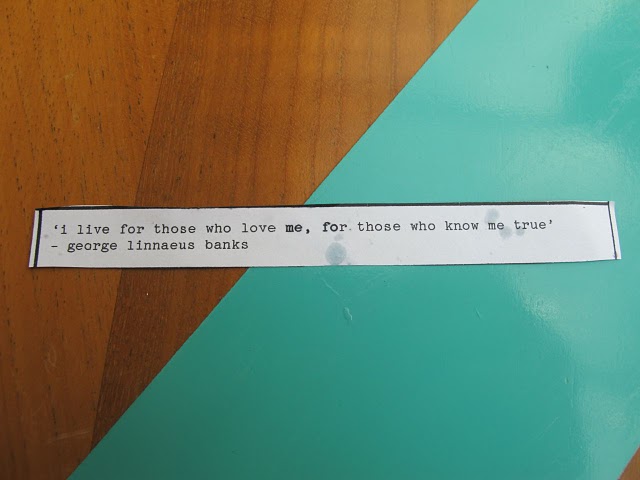 ‘i live for those who love me, for those who know me true’
- george linnaeus banks